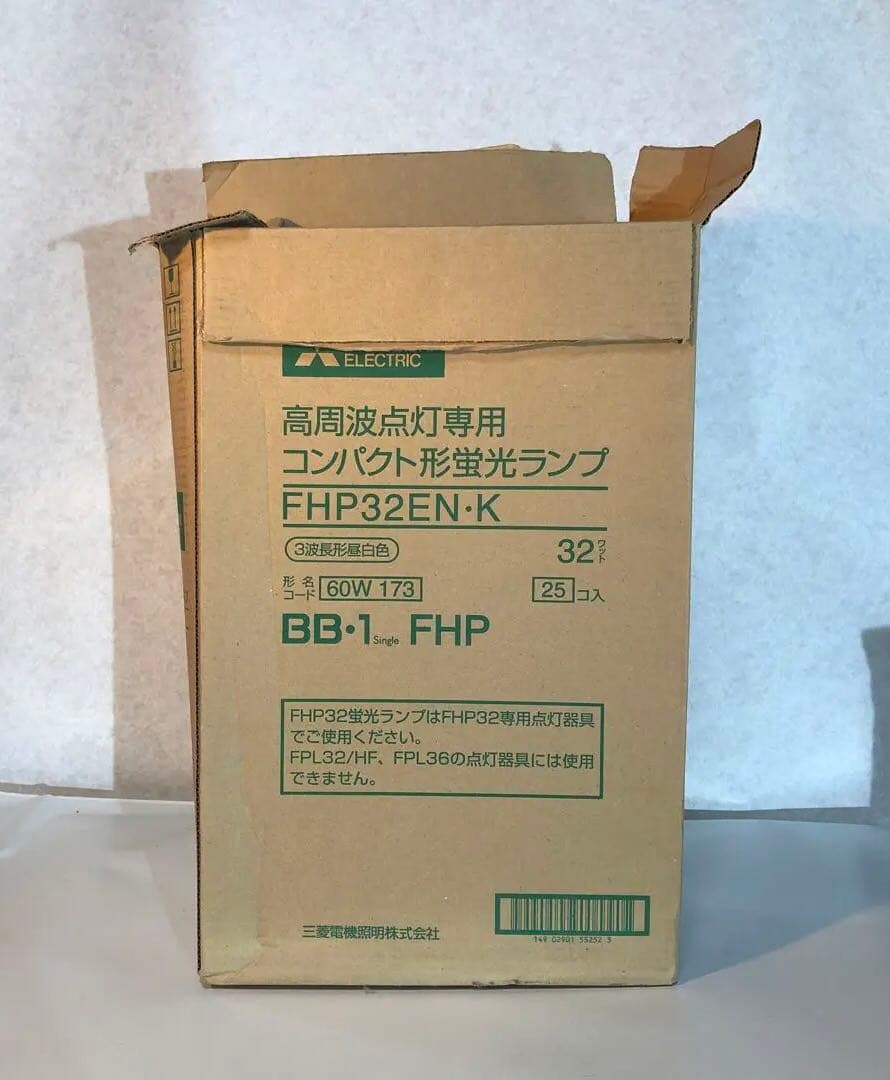 ELECTRIC
高周波点灯専用
コンパクト形蛍光ランプ
FHP32EN・K
3波長形昼白色
32ワット
形名コード 60W 173 25コ入
BB・1 Single FHP
FHP32蛍光ランプはFHP32専用点灯器具
でご使用ください。
FPL32/HF、FPL36の点灯器具には使用
できません。
三菱電機照明株式会社
149 02901 55252 3